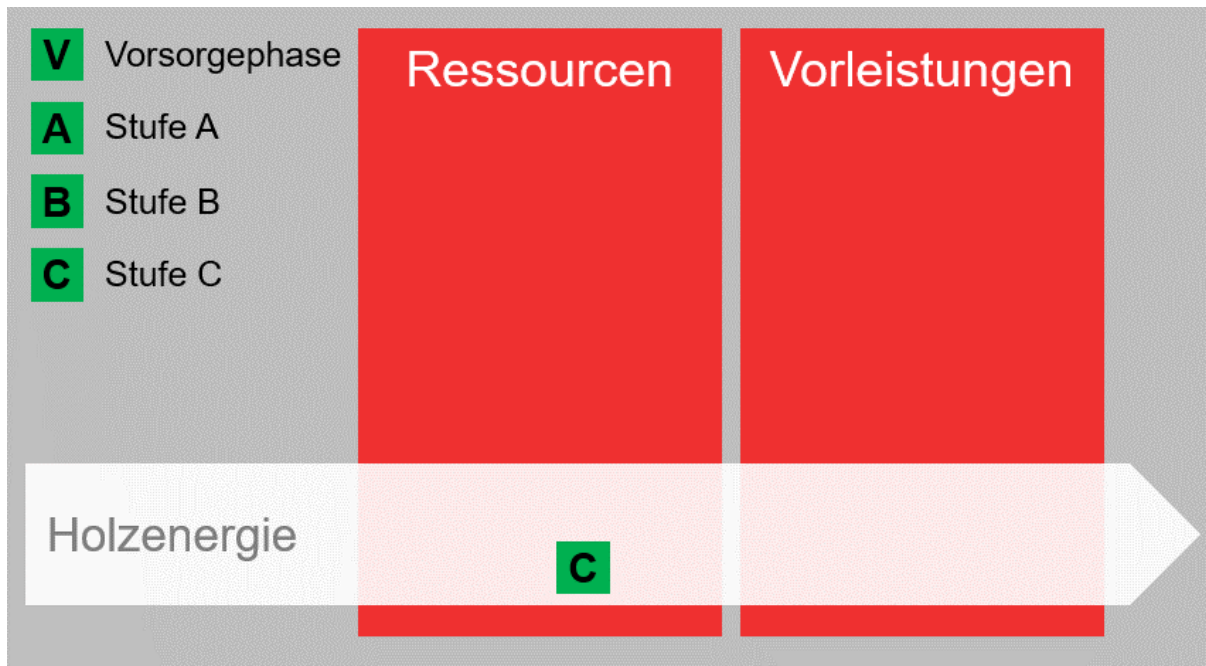 V Vorsorgephase
A Stufe A
B Stufe B
C Stufe C
Ressourcen
Vorleistungen
Holzenergie
C